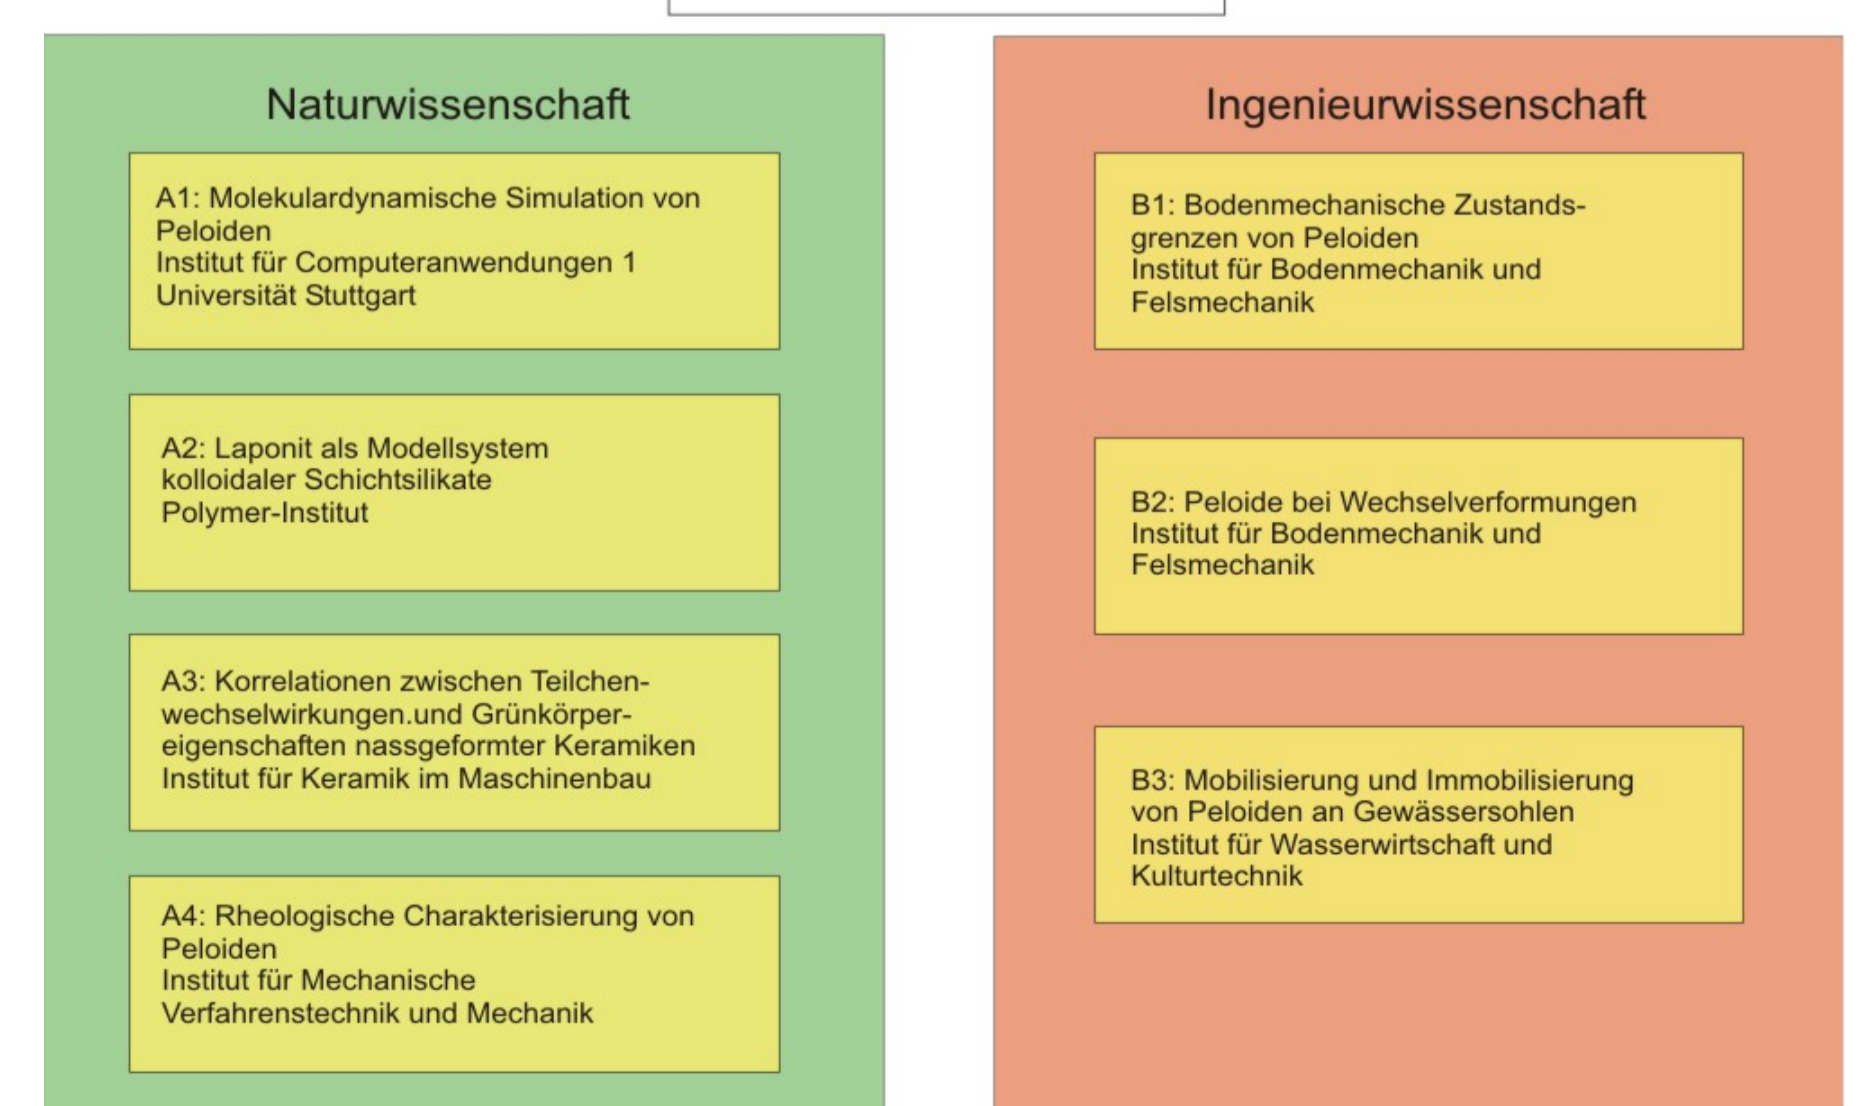 Naturwissenschaft
A1: Molekulardynamische Simulation von
Peloiden
Institut für Computeranwendungen 1
Universität Stuttgart
A2: Laponit als Modellsystem
kolloidaler Schichtsilikate
Polymer-Institut
A3: Korrelationen zwischen Teilchen-
wechselwirkungen.und Grünkörper-
eigenschaften nassgeformter Keramiken
Institut für Keramik im Maschinenbau
A4: Rheologische Charakterisierung von
Peloiden
Institut für Mechanische
Verfahrenstechnik und Mechanik
Ingenieurwissenschaft
B1: Bodenmechanische Zustands-
grenzen von Peloiden
Institut für Bodenmechanik und
Felsmechanik
B2: Peloide bei Wechselverformungen
Institut für Bodenmechanik und
Felsmechanik
B3: Mobilisierung und Immobilisierung
von Peloiden an Gewässersohlen
Institut für Wasserwirtschaft und
Kulturtechnik